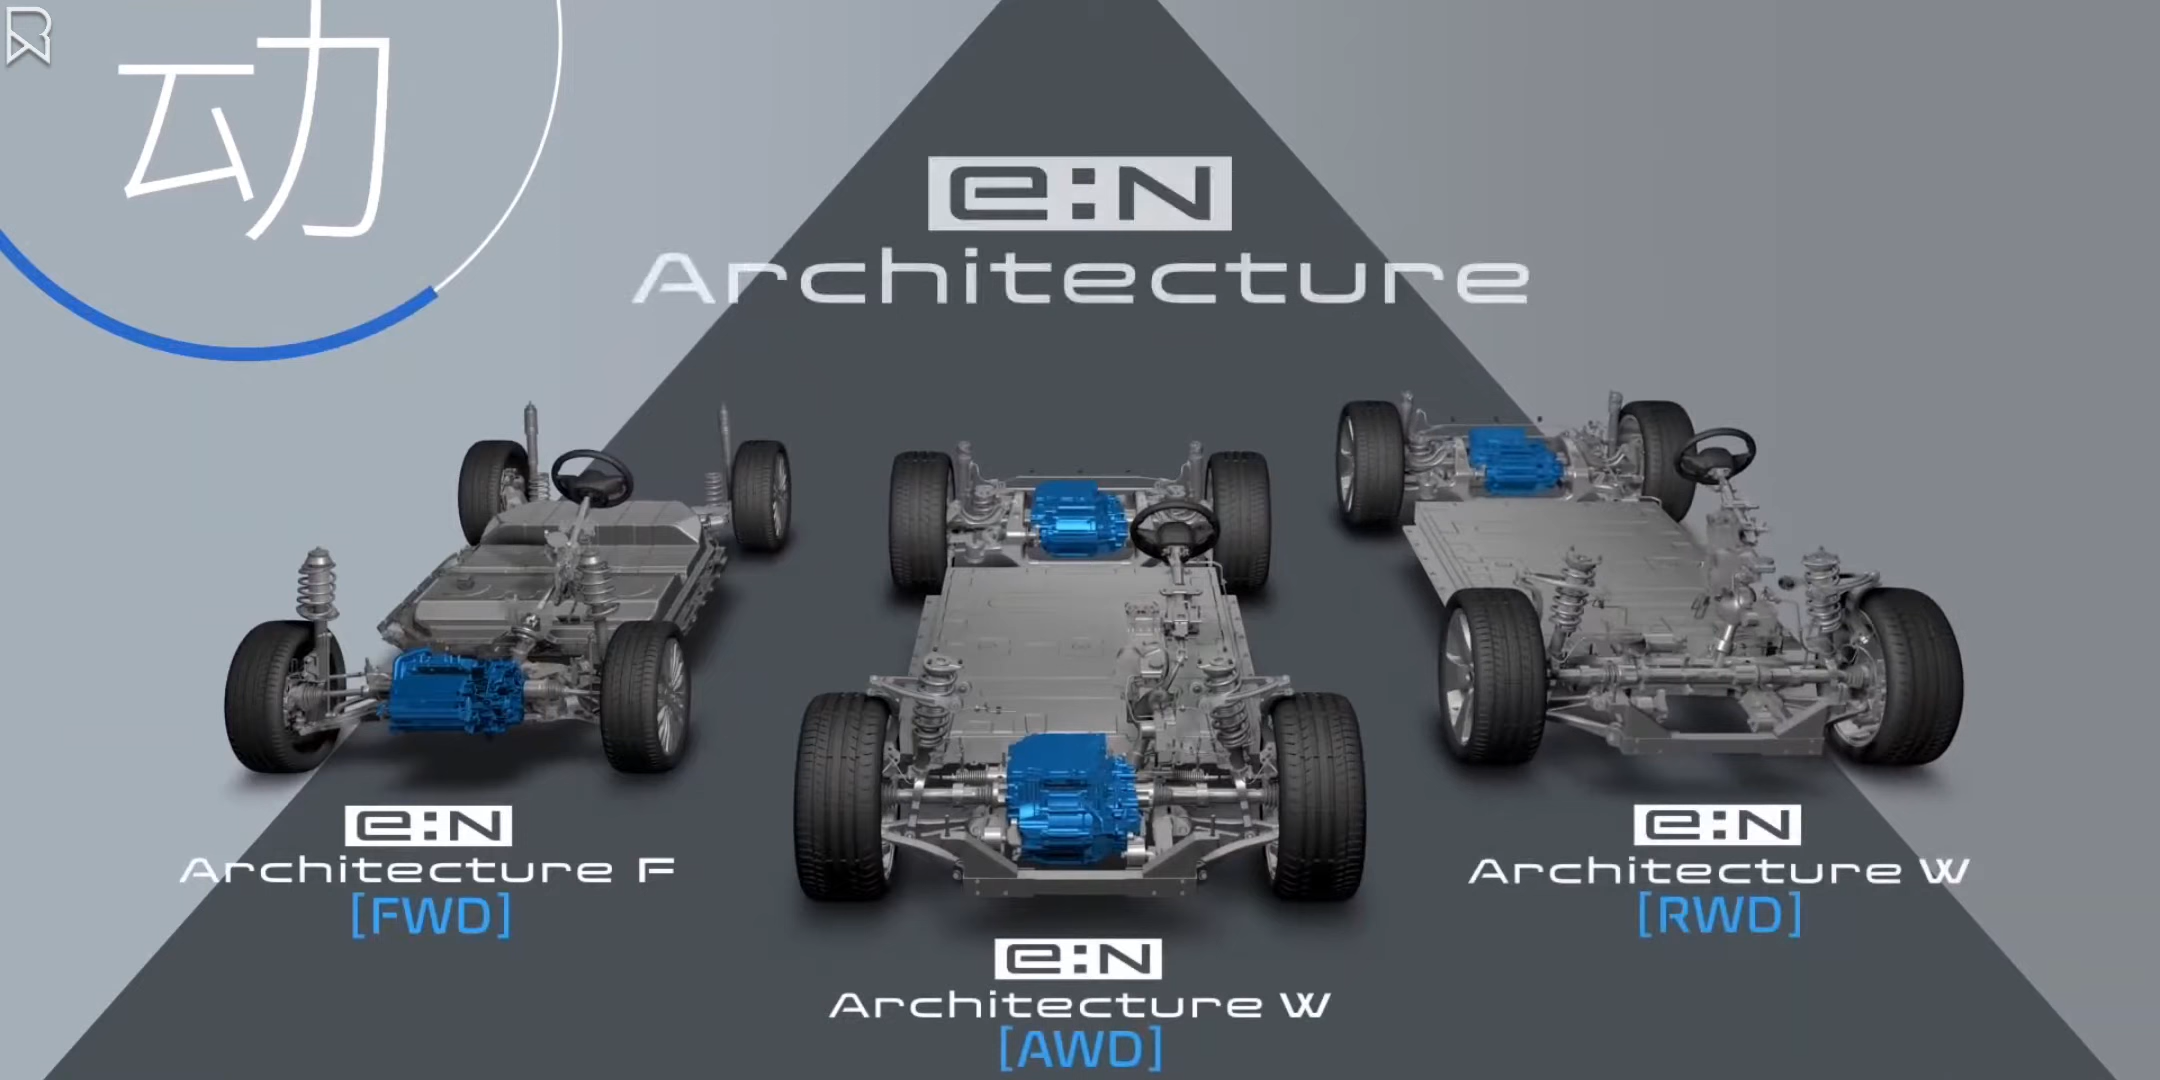 动
e:N
Architecture
e:N
Architecture F
[FWD]
e:N
Architecture W
[AWD]
e:N
Architecture W
[RWD]